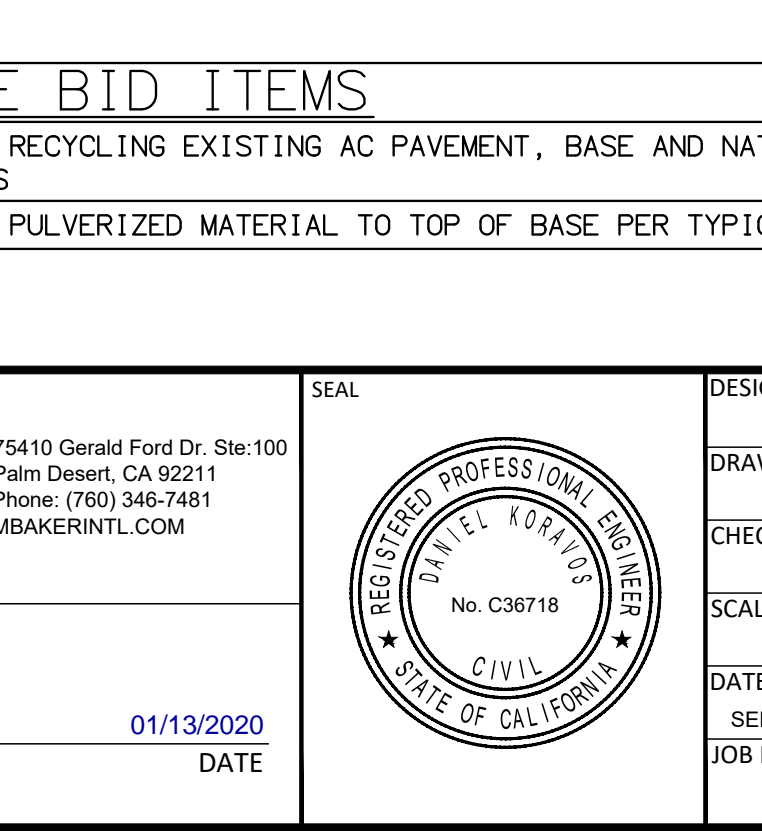 E BID ITEMS
RECYCLING EXISTING AC PAVEMENT, BASE AND NAT
S
PULVERIZED MATERIAL TO TOP OF BASE PER TYPIC
75410 Gerald Ford Dr. Ste:100
Palm Desert, CA 92211
Phone: (760) 346-7481
MBAKERINTL.COM
01/13/2020
DATE
SEAL
REGISTERED PROFESSIONAL ENGINEER
DANIEL KORAVOS
No. C36718
CIVIL
★ STATE OF CALIFORNIA ★
DESIG
DRAW
CHEC
SCAL
DATE
SE
JOB